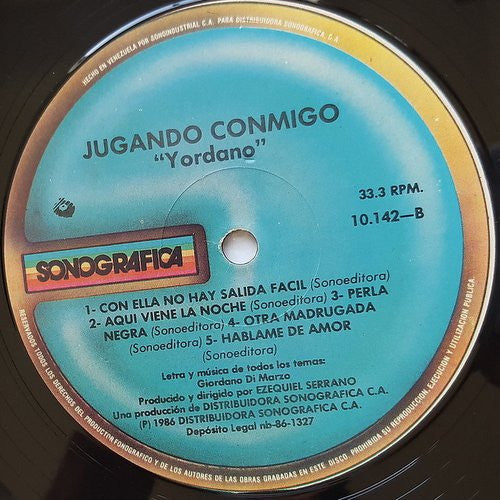 HECHO EN VENEZUELA POR SONOINDUSTRIAL C.A. PARA DISTRIBUIDORA SONOGRAFICA, C.A.
JUGANDO CONMIGO
“Yordano”
33.3 RPM.
10.142—B
SONOGRAFICA
1- CON ELLA NO HAY SALIDA FACIL (Sonoeditora)
2- AQUI VIENE LA NOCHE (Sonoeditora) 3- PERLA
NEGRA (Sonoeditora) 4- OTRA MADRUGADA
(Sonoeditora) 5- HABLAME DE AMOR
(Sonoeditora)
Letra y música de todos los temas:
Giordano Di Marzo
Producido y dirigido por EZEQUIEL SERRANO
Una producción de DISTRIBUIDORA SONOGRAFICA C.A.
(P) 1986 DISTRIBUIDORA SONOGRAFICA C.A.
Depósito Legal nb-86-1327
RESERVADOS TODOS LOS DERECHOS DEL PRODUCTOR FONOGRAFICO Y DE LOS AUTORES DE LAS OBRAS GRABADAS EN ESTE DISCO. PROHIBIDA SU REPRODUCCION, EJECUCION Y UTILIZACION PUBLICA.